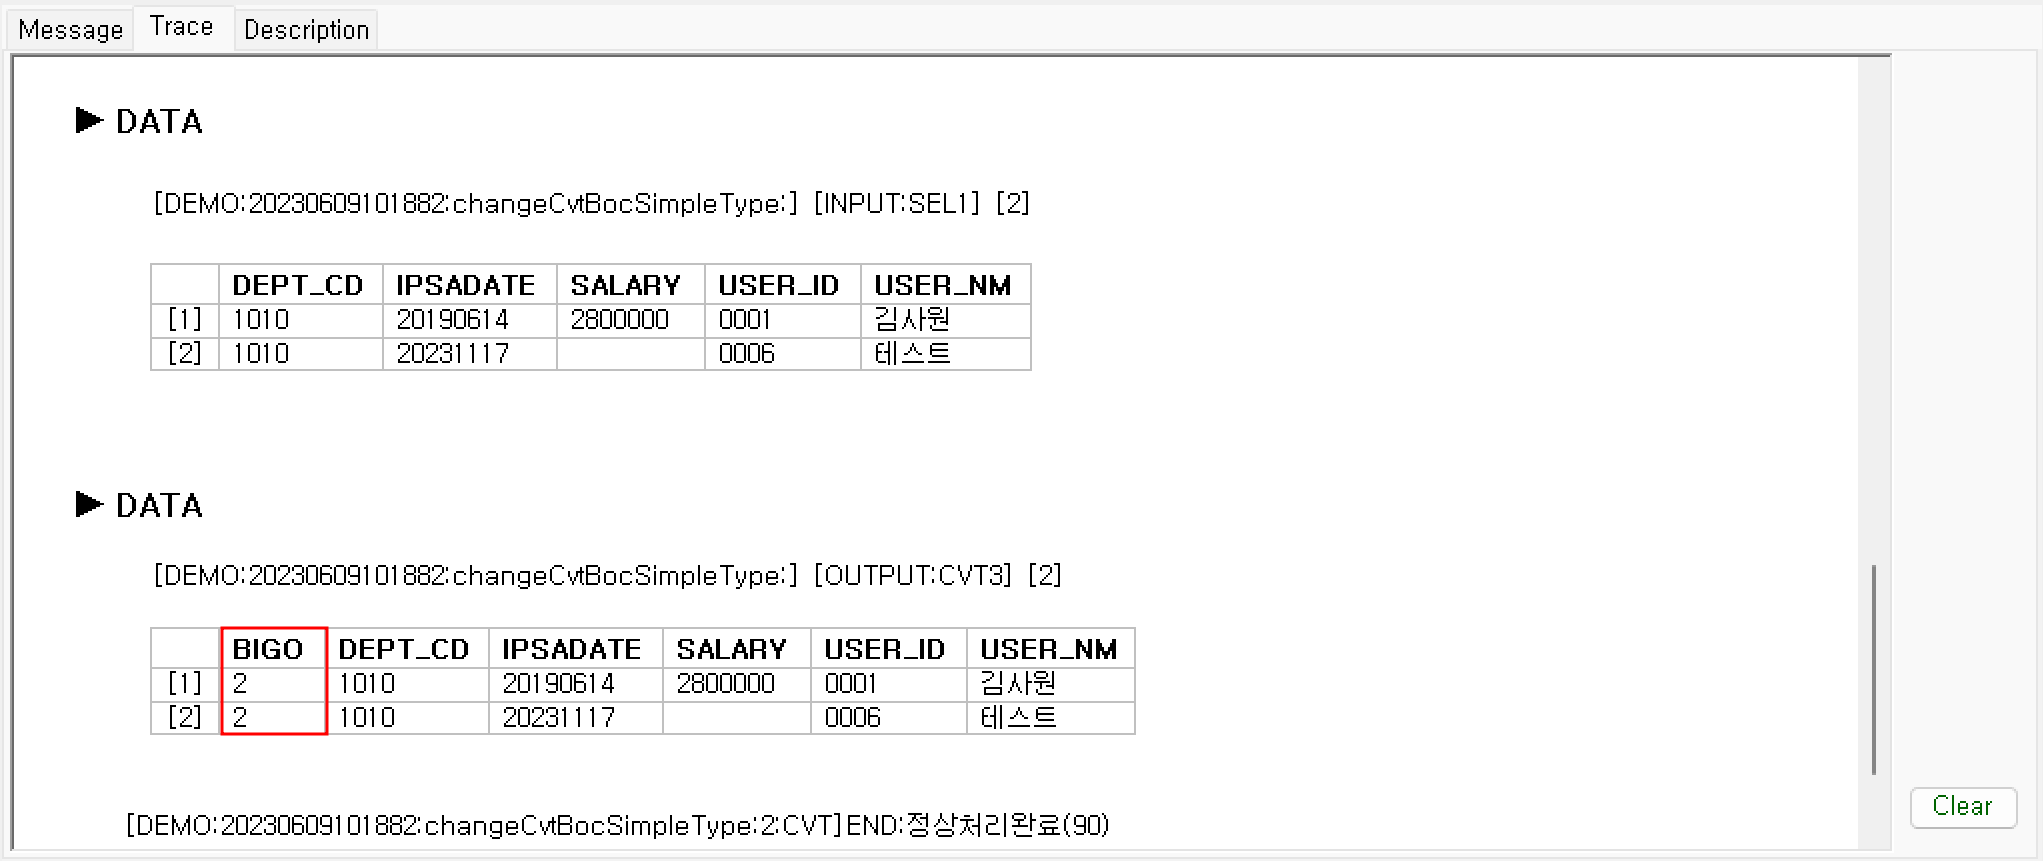 Message Trace Description
▶ DATA
[DEMO:20230609101882:changeCvtBocSimpleType:] [INPUT:SEL1] [2]
DEPT_CD IPSADATE SALARY USER_ID USER_NM
[1] 1010 20190614 2800000 0001 김사원
[2] 1010 20231117 0006 테스트
▶ DATA
[DEMO:20230609101882:changeCvtBocSimpleType:] [OUTPUT:CVT3] [2]
BIGO DEPT_CD IPSADATE SALARY USER_ID USER_NM
[1] 2 1010 20190614 2800000 0001 김사원
[2] 2 1010 20231117 0006 테스트
Clear
[DEMO:20230609101882:changeCvtBocSimpleType:2:CVT]END:정상처리완료(90)